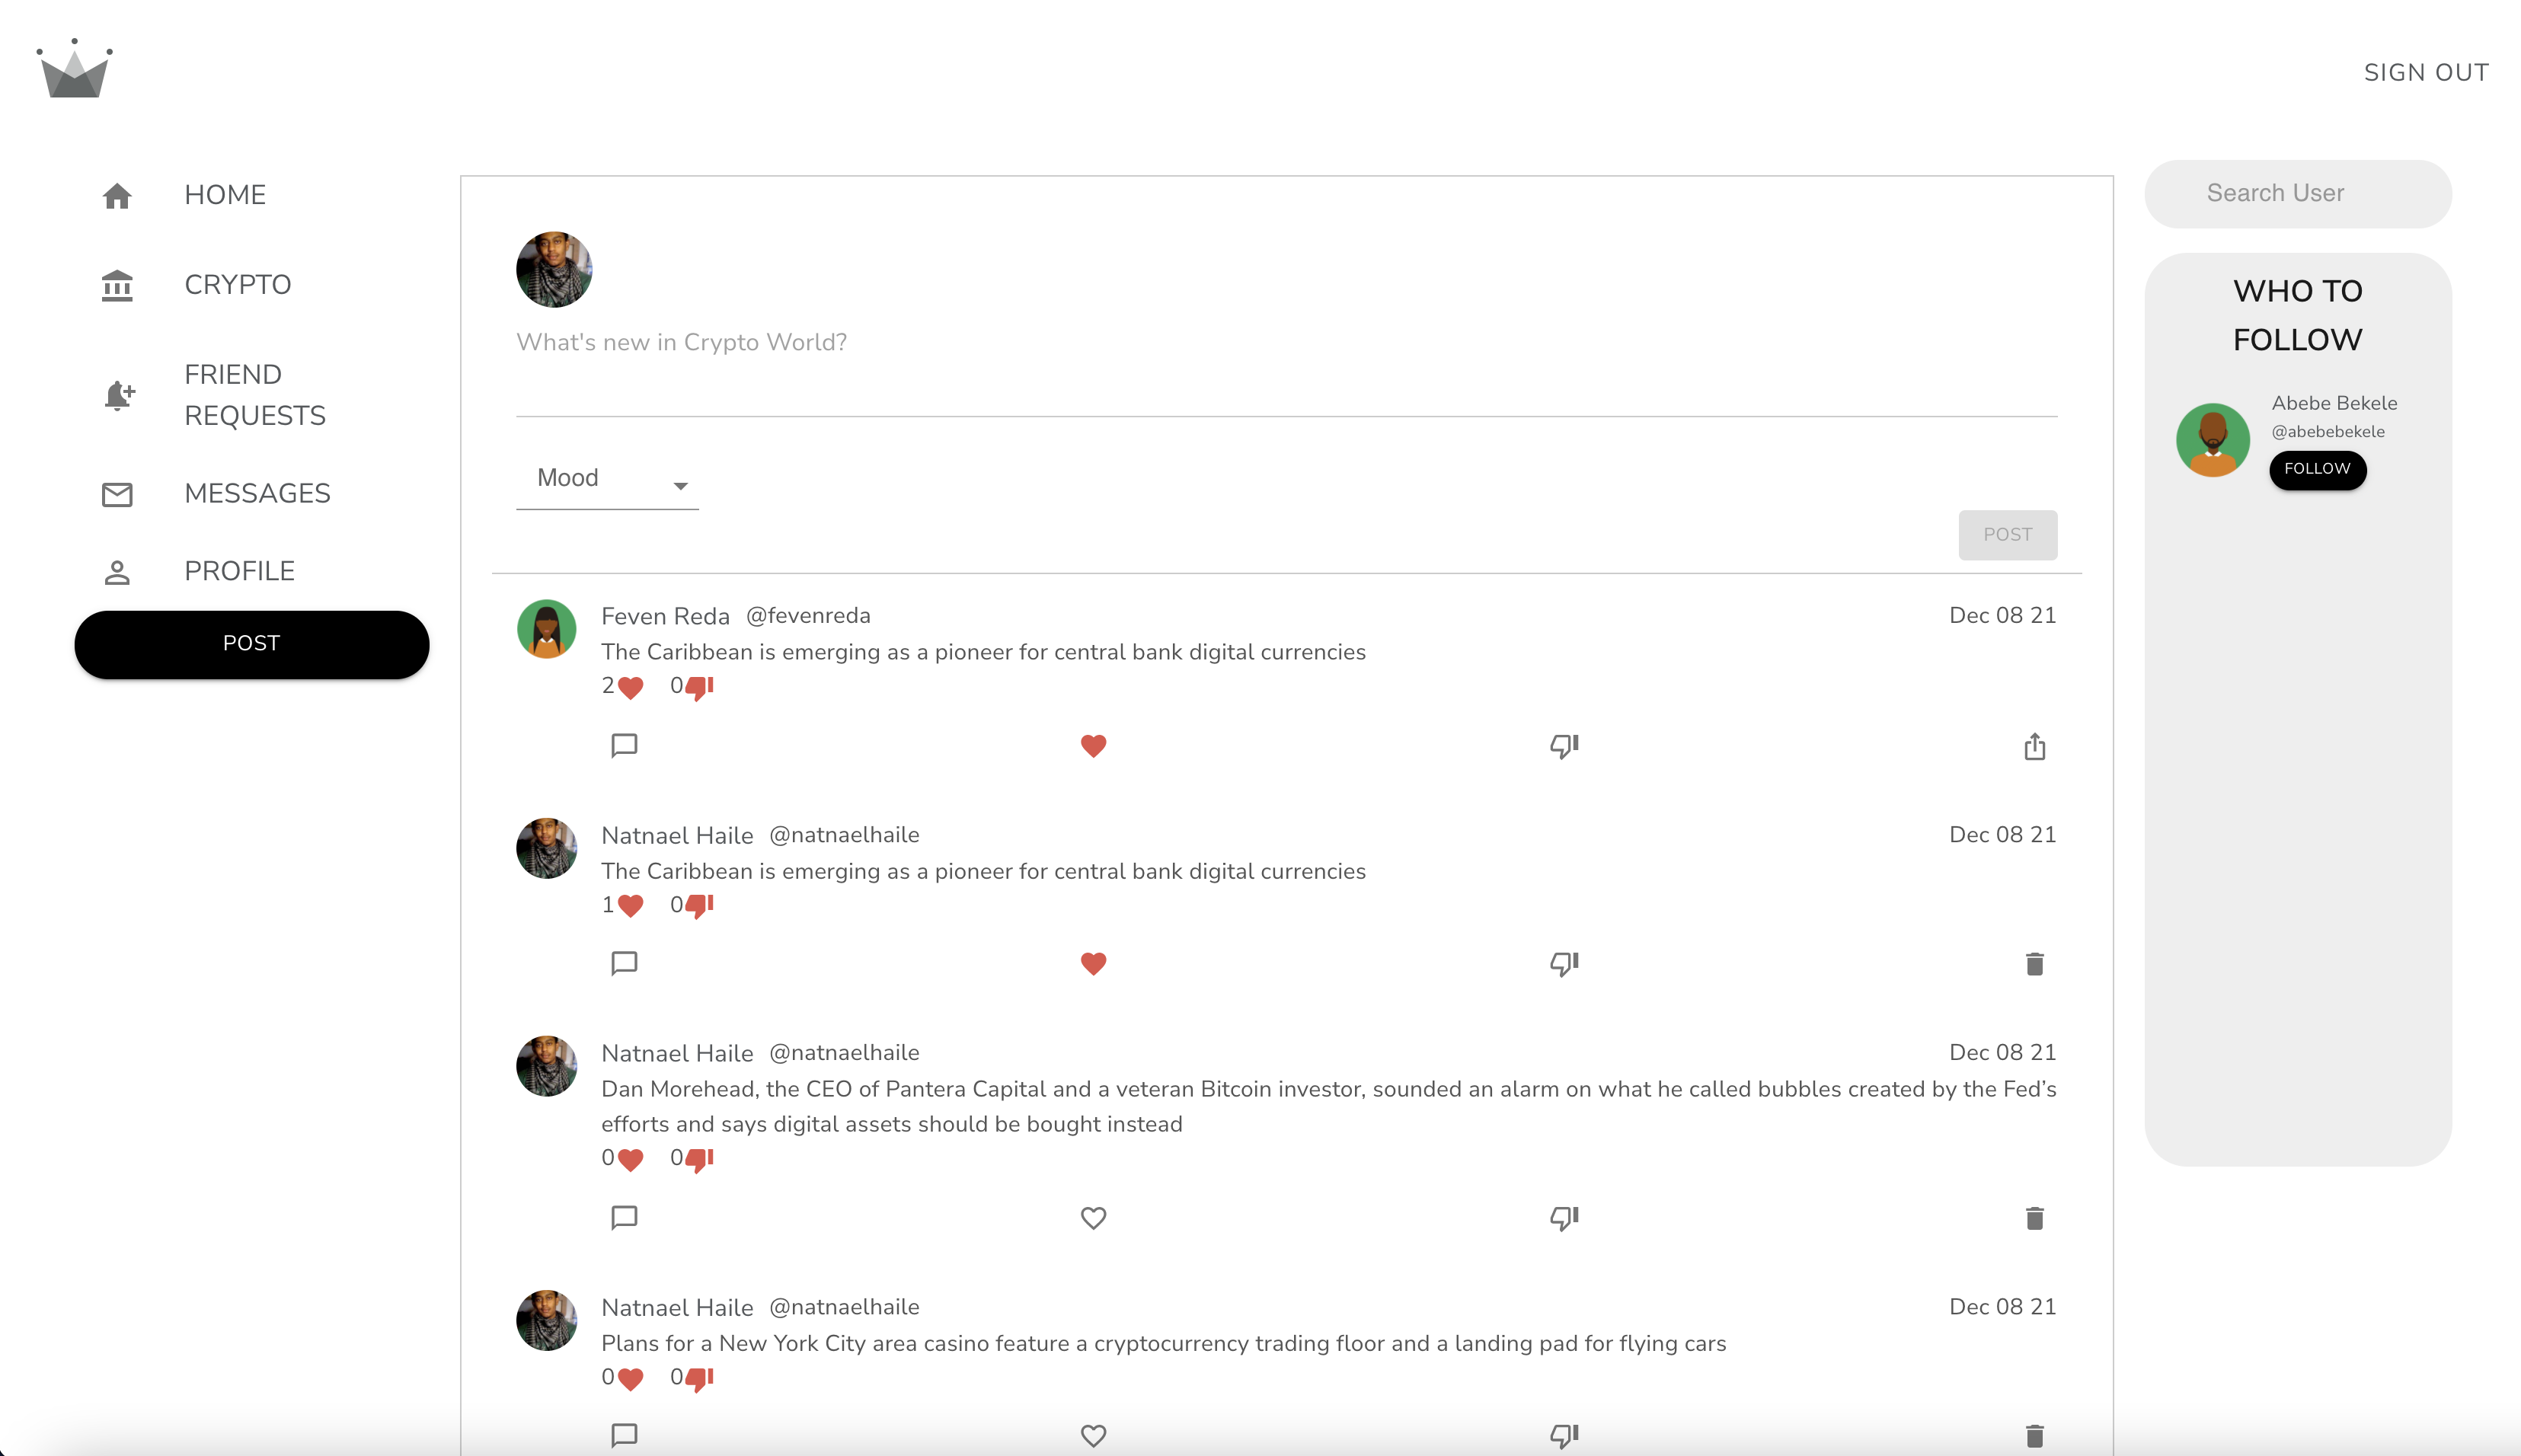 SIGN OUT
HOME
CRYPTO
FRIEND
REQUESTS
MESSAGES
PROFILE
POST
What's new in Crypto World?
Mood
POST
Feven Reda @fevenreda Dec 08 21
The Caribbean is emerging as a pioneer for central bank digital currencies
2 0
Natnael Haile @natnaelhaile Dec 08 21
The Caribbean is emerging as a pioneer for central bank digital currencies
1 0
Natnael Haile @natnaelhaile Dec 08 21
Dan Morehead, the CEO of Pantera Capital and a veteran Bitcoin investor, sounded an alarm on what he called bubbles created by the Fed’s
efforts and says digital assets should be bought instead
0 0
Natnael Haile @natnaelhaile Dec 08 21
Plans for a New York City area casino feature a cryptocurrency trading floor and a landing pad for flying cars
0 0
Search User
WHO TO
FOLLOW
Abebe Bekele
@abebebekele
FOLLOW